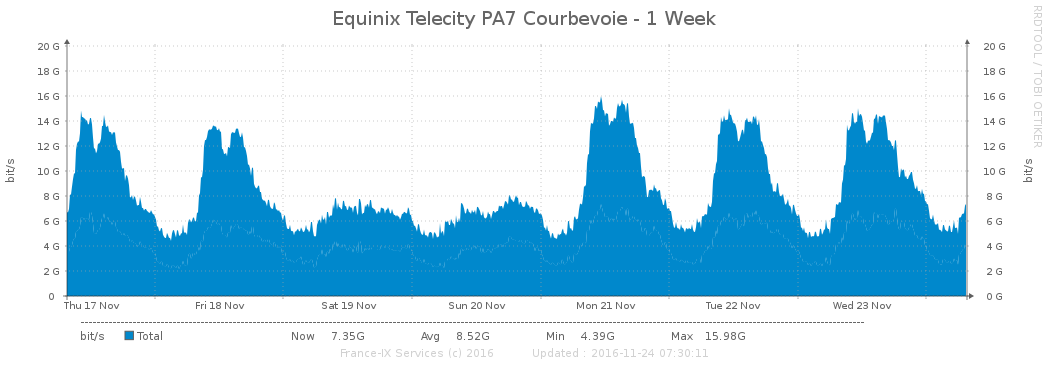 Equinix Telecity PA7 Courbevoie - 1 Week
RRDTOOL / TOBI OETIKER
bit/s
20 G 20 G
18 G 18 G
16 G 16 G
14 G 14 G
12 G 12 G
10 G 10 G
8 G 8 G
6 G 6 G
4 G 4 G
2 G 2 G
0 0 G
bit/s
Thu 17 Nov Fri 18 Nov Sat 19 Nov Sun 20 Nov Mon 21 Nov Tue 22 Nov Wed 23 Nov
bit/s Total Now 7.35G Avg 8.52G Min 4.39G Max 15.98G
France-IX Services (c) 2016 Updated : 2016-11-24 07:30:11